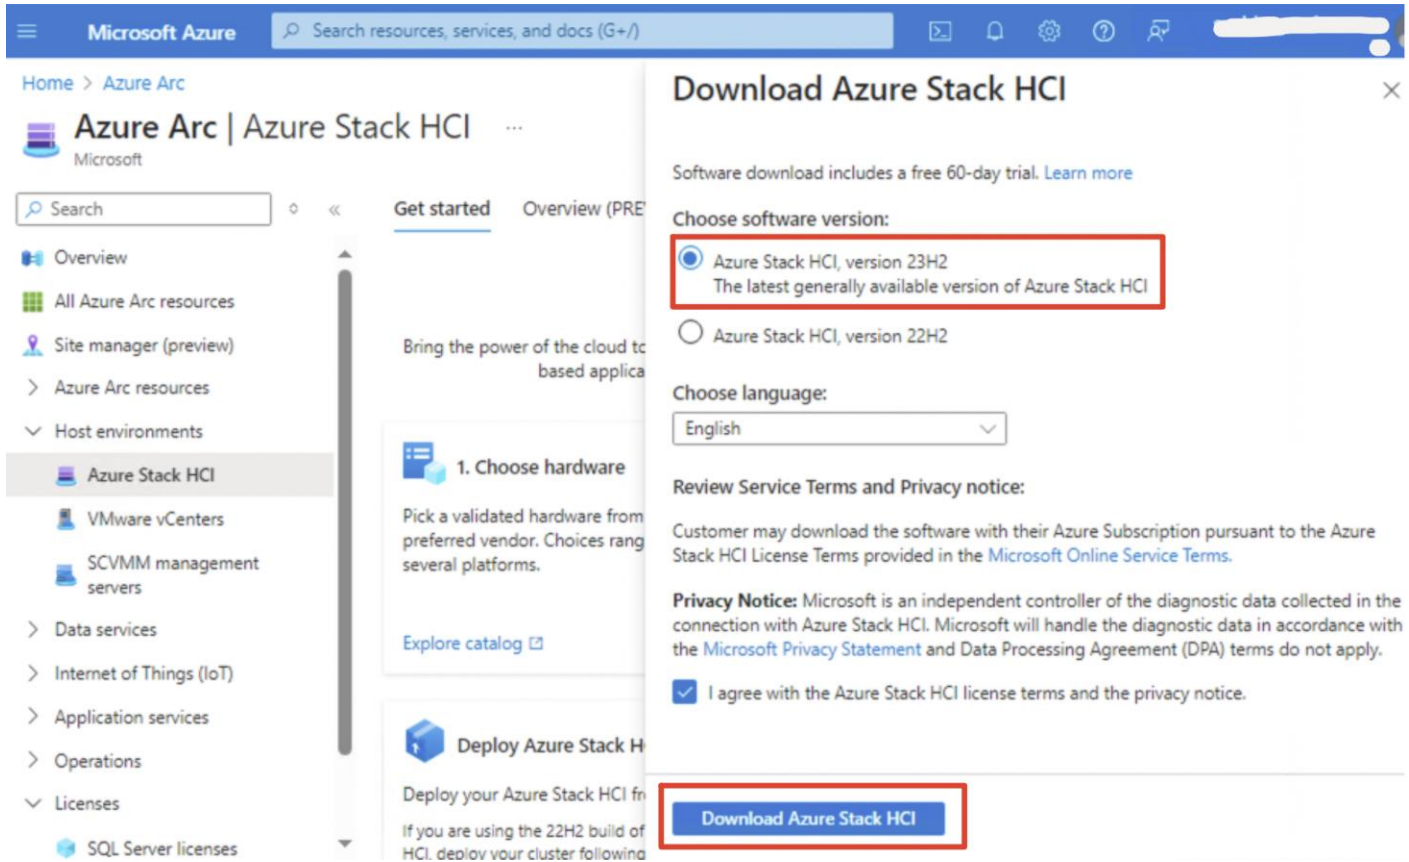 Microsoft Azure
Search resources, services, and docs (G+/)
Home > Azure Arc
Azure Arc | Azure Stack HCI ...
Microsoft
Search
Overview
All Azure Arc resources
Site manager (preview)
Azure Arc resources
Host environments
Azure Stack HCI
VMware vCenters
SCVMM management
servers
Data services
Internet of Things (IoT)
Application services
Operations
Licenses
SQL Server licenses
Get started
Overview (PRE
Bring the power of the cloud to
based applica
1. Choose hardware
Pick a validated hardware from
preferred vendor. Choices rang
several platforms.
Explore catalog
Deploy Azure Stack H
Deploy your Azure Stack HCI fr
If you are using the 22H2 build of
HCI, deploy your cluster following
Download Azure Stack HCI
Software download includes a free 60-day trial. Learn more
Choose software version:
Azure Stack HCI, version 23H2
The latest generally available version of Azure Stack HCI
Azure Stack HCI, version 22H2
Choose language:
English
Review Service Terms and Privacy notice:
Customer may download the software with their Azure Subscription pursuant to the Azure
Stack HCI License Terms provided in the Microsoft Online Service Terms.
Privacy Notice: Microsoft is an independent controller of the diagnostic data collected in the
connection with Azure Stack HCI. Microsoft will handle the diagnostic data in accordance with
the Microsoft Privacy Statement and Data Processing Agreement (DPA) terms do not apply.
I agree with the Azure Stack HCI license terms and the privacy notice.
Download Azure Stack HCI